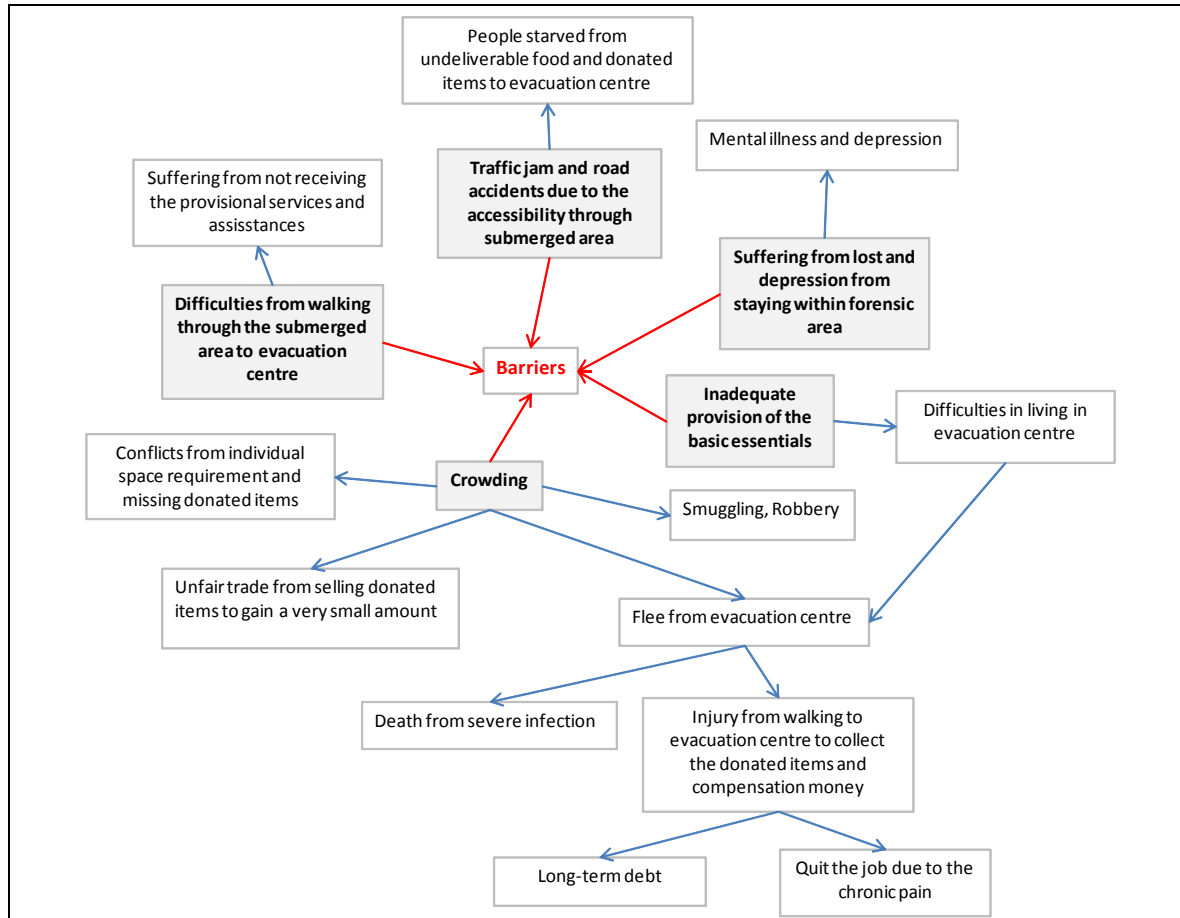 People starved from
undeliverable food and donated
items to evacuation centre
Mental illness and depression
Traffic jam and road
accidents due to the
accessibility through
submerged area
Suffering from not receiving
the provisional services and
assisstances
Suffering from lost and
depression from
staying within forensic
area
Difficulties from walking
through the submerged
area to evacuation
centre
Barriers
Inadequate
provision of the
basic essentials
Difficulties in living in
evacuation centre
Conflicts from individual
space requirement and
missing donated items
Crowding
Smuggling, Robbery
Unfair trade from selling donated
items to gain a very small amount
Flee from evacuation centre
Death from severe infection
Injury from walking to
evacuation centre to collect
the donated items and
compensation money
Long-term debt
Quit the job due to the
chronic pain